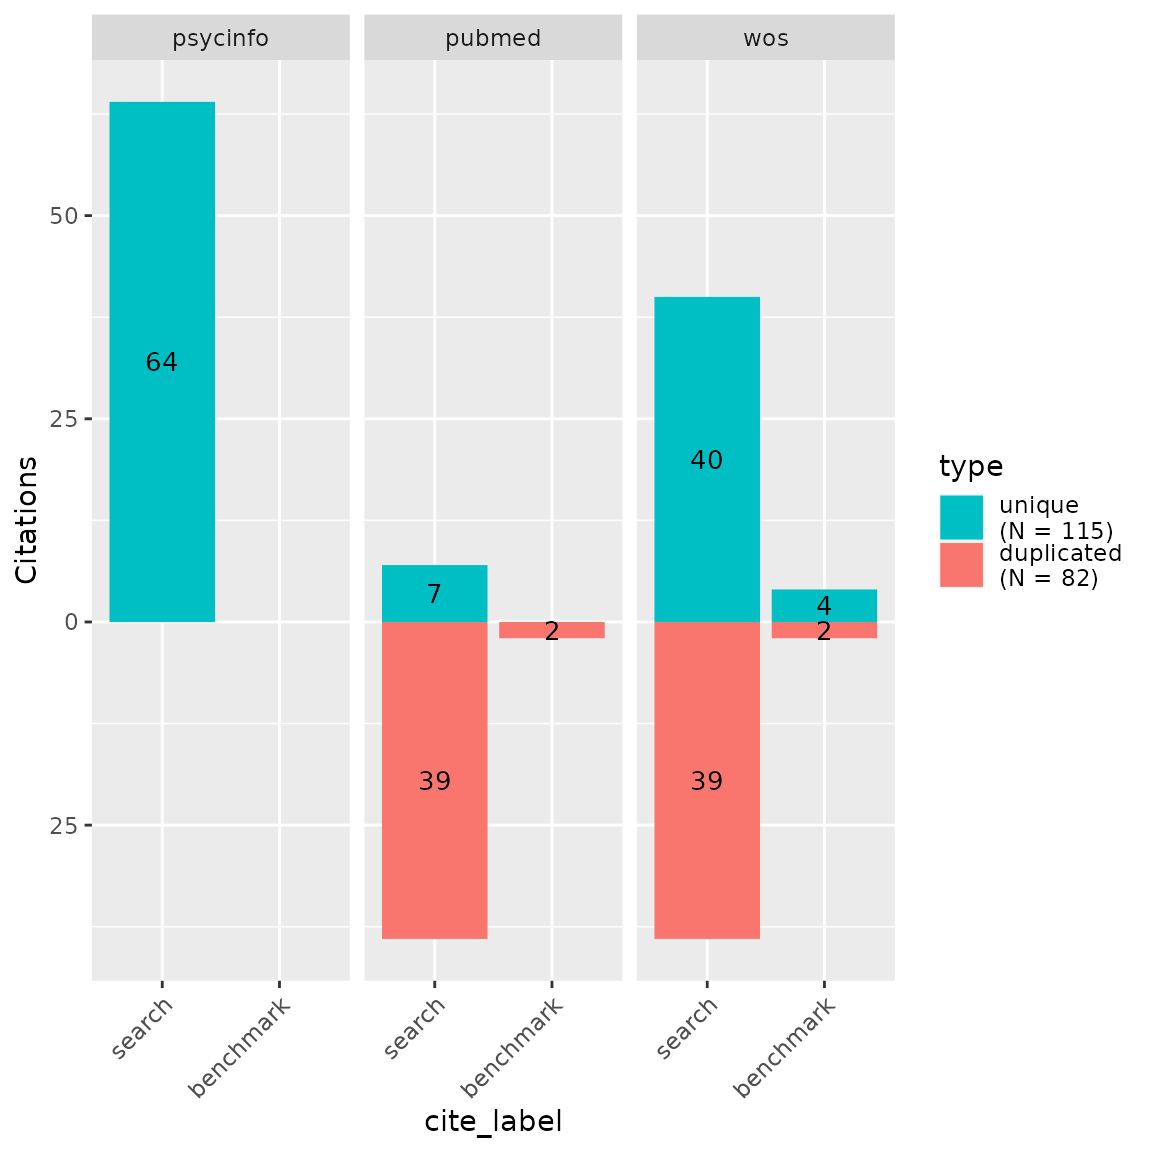 psycinfo
pubmed
wos
Citations
50
25
0
25
64
7
39
2
40
39
4
2
search
benchmark
search
benchmark
search
benchmark
cite_label
type
unique
(N = 115)
duplicated
(N = 82)